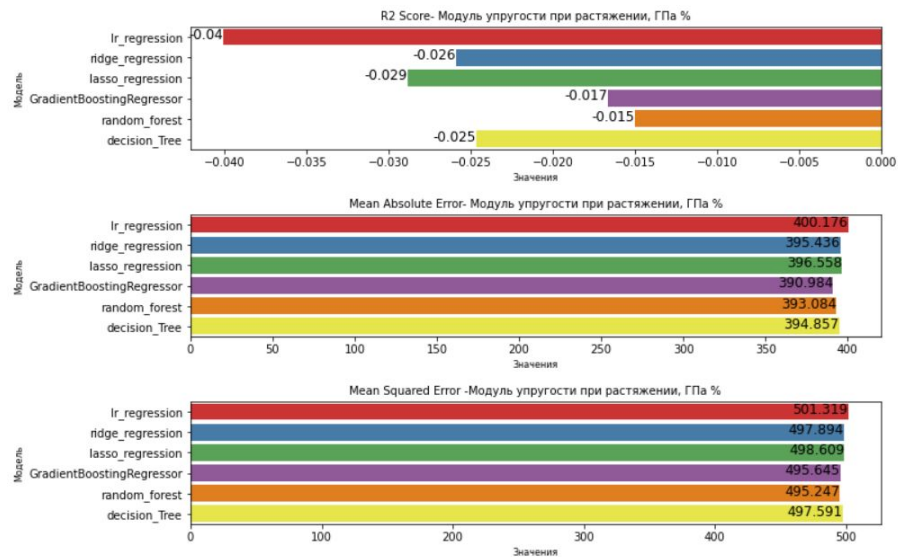 R2 Score- Модуль упругости при растяжении, ГПа %
Модель
lr_regression -0.04
ridge_regression -0.026
lasso_regression -0.029
GradientBoostingRegressor -0.017
random_forest -0.015
decision_Tree -0.025
−0.040 −0.035 −0.030 −0.025 −0.020 −0.015 −0.010 −0.005 0.000
Значения
Mean Absolute Error- Модуль упругости при растяжении, ГПа %
Модель
lr_regression 400.176
ridge_regression 395.436
lasso_regression 396.558
GradientBoostingRegressor 390.984
random_forest 393.084
decision_Tree 394.857
0 50 100 150 200 250 300 350 400
Значения
Mean Squared Error -Модуль упругости при растяжении, ГПа %
Модель
lr_regression 501.319
ridge_regression 497.894
lasso_regression 498.609
GradientBoostingRegressor 495.645
random_forest 495.247
decision_Tree 497.591
0 100 200 300 400 500
Значения